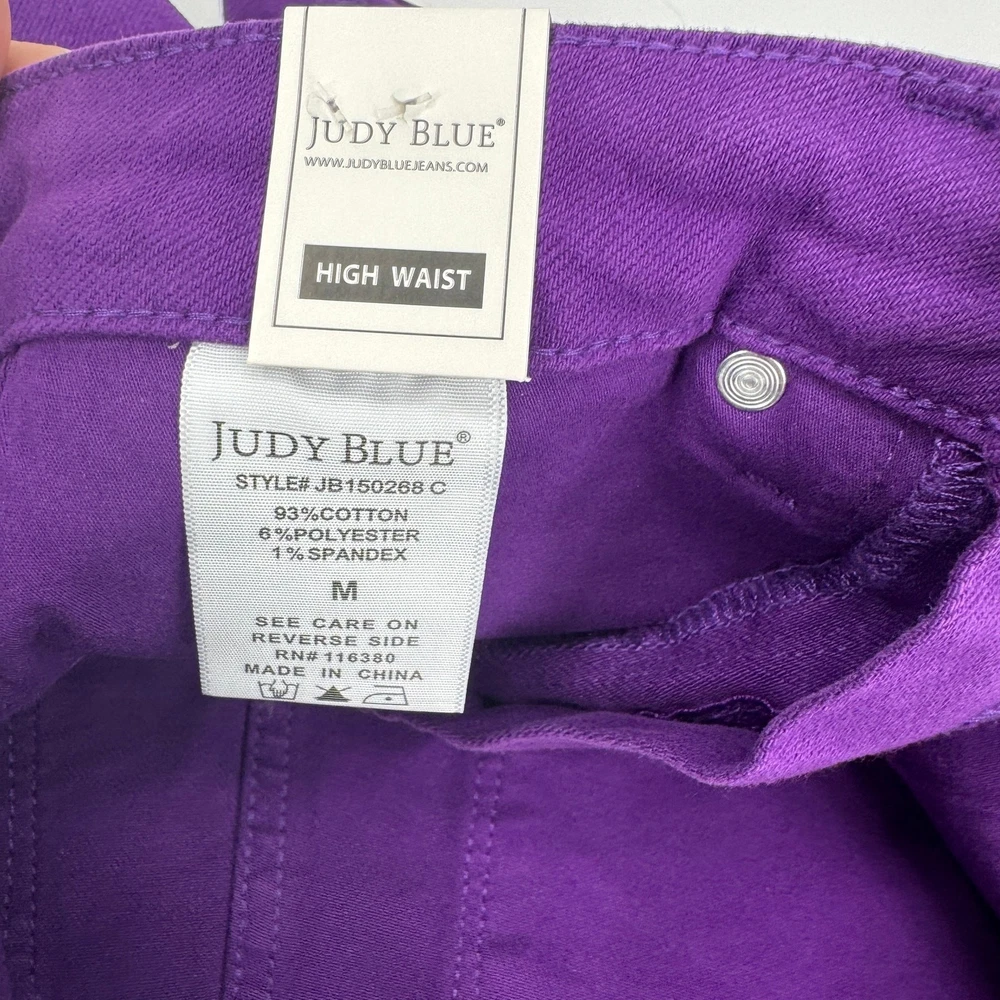 JUDY BLUE®
WWW.JUDYBLUEJEANS.COM
HIGH WAIST
JUDY BLUE®
STYLE# JB150268 C
93%COTTON
6%POLYESTER
1%SPANDEX
M
SEE CARE ON
REVERSE SIDE
RN# 116380
MADE IN CHINA